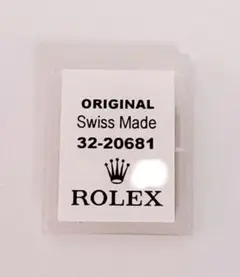 ORIGINAL
Swiss Made
32-20681
ROLEX